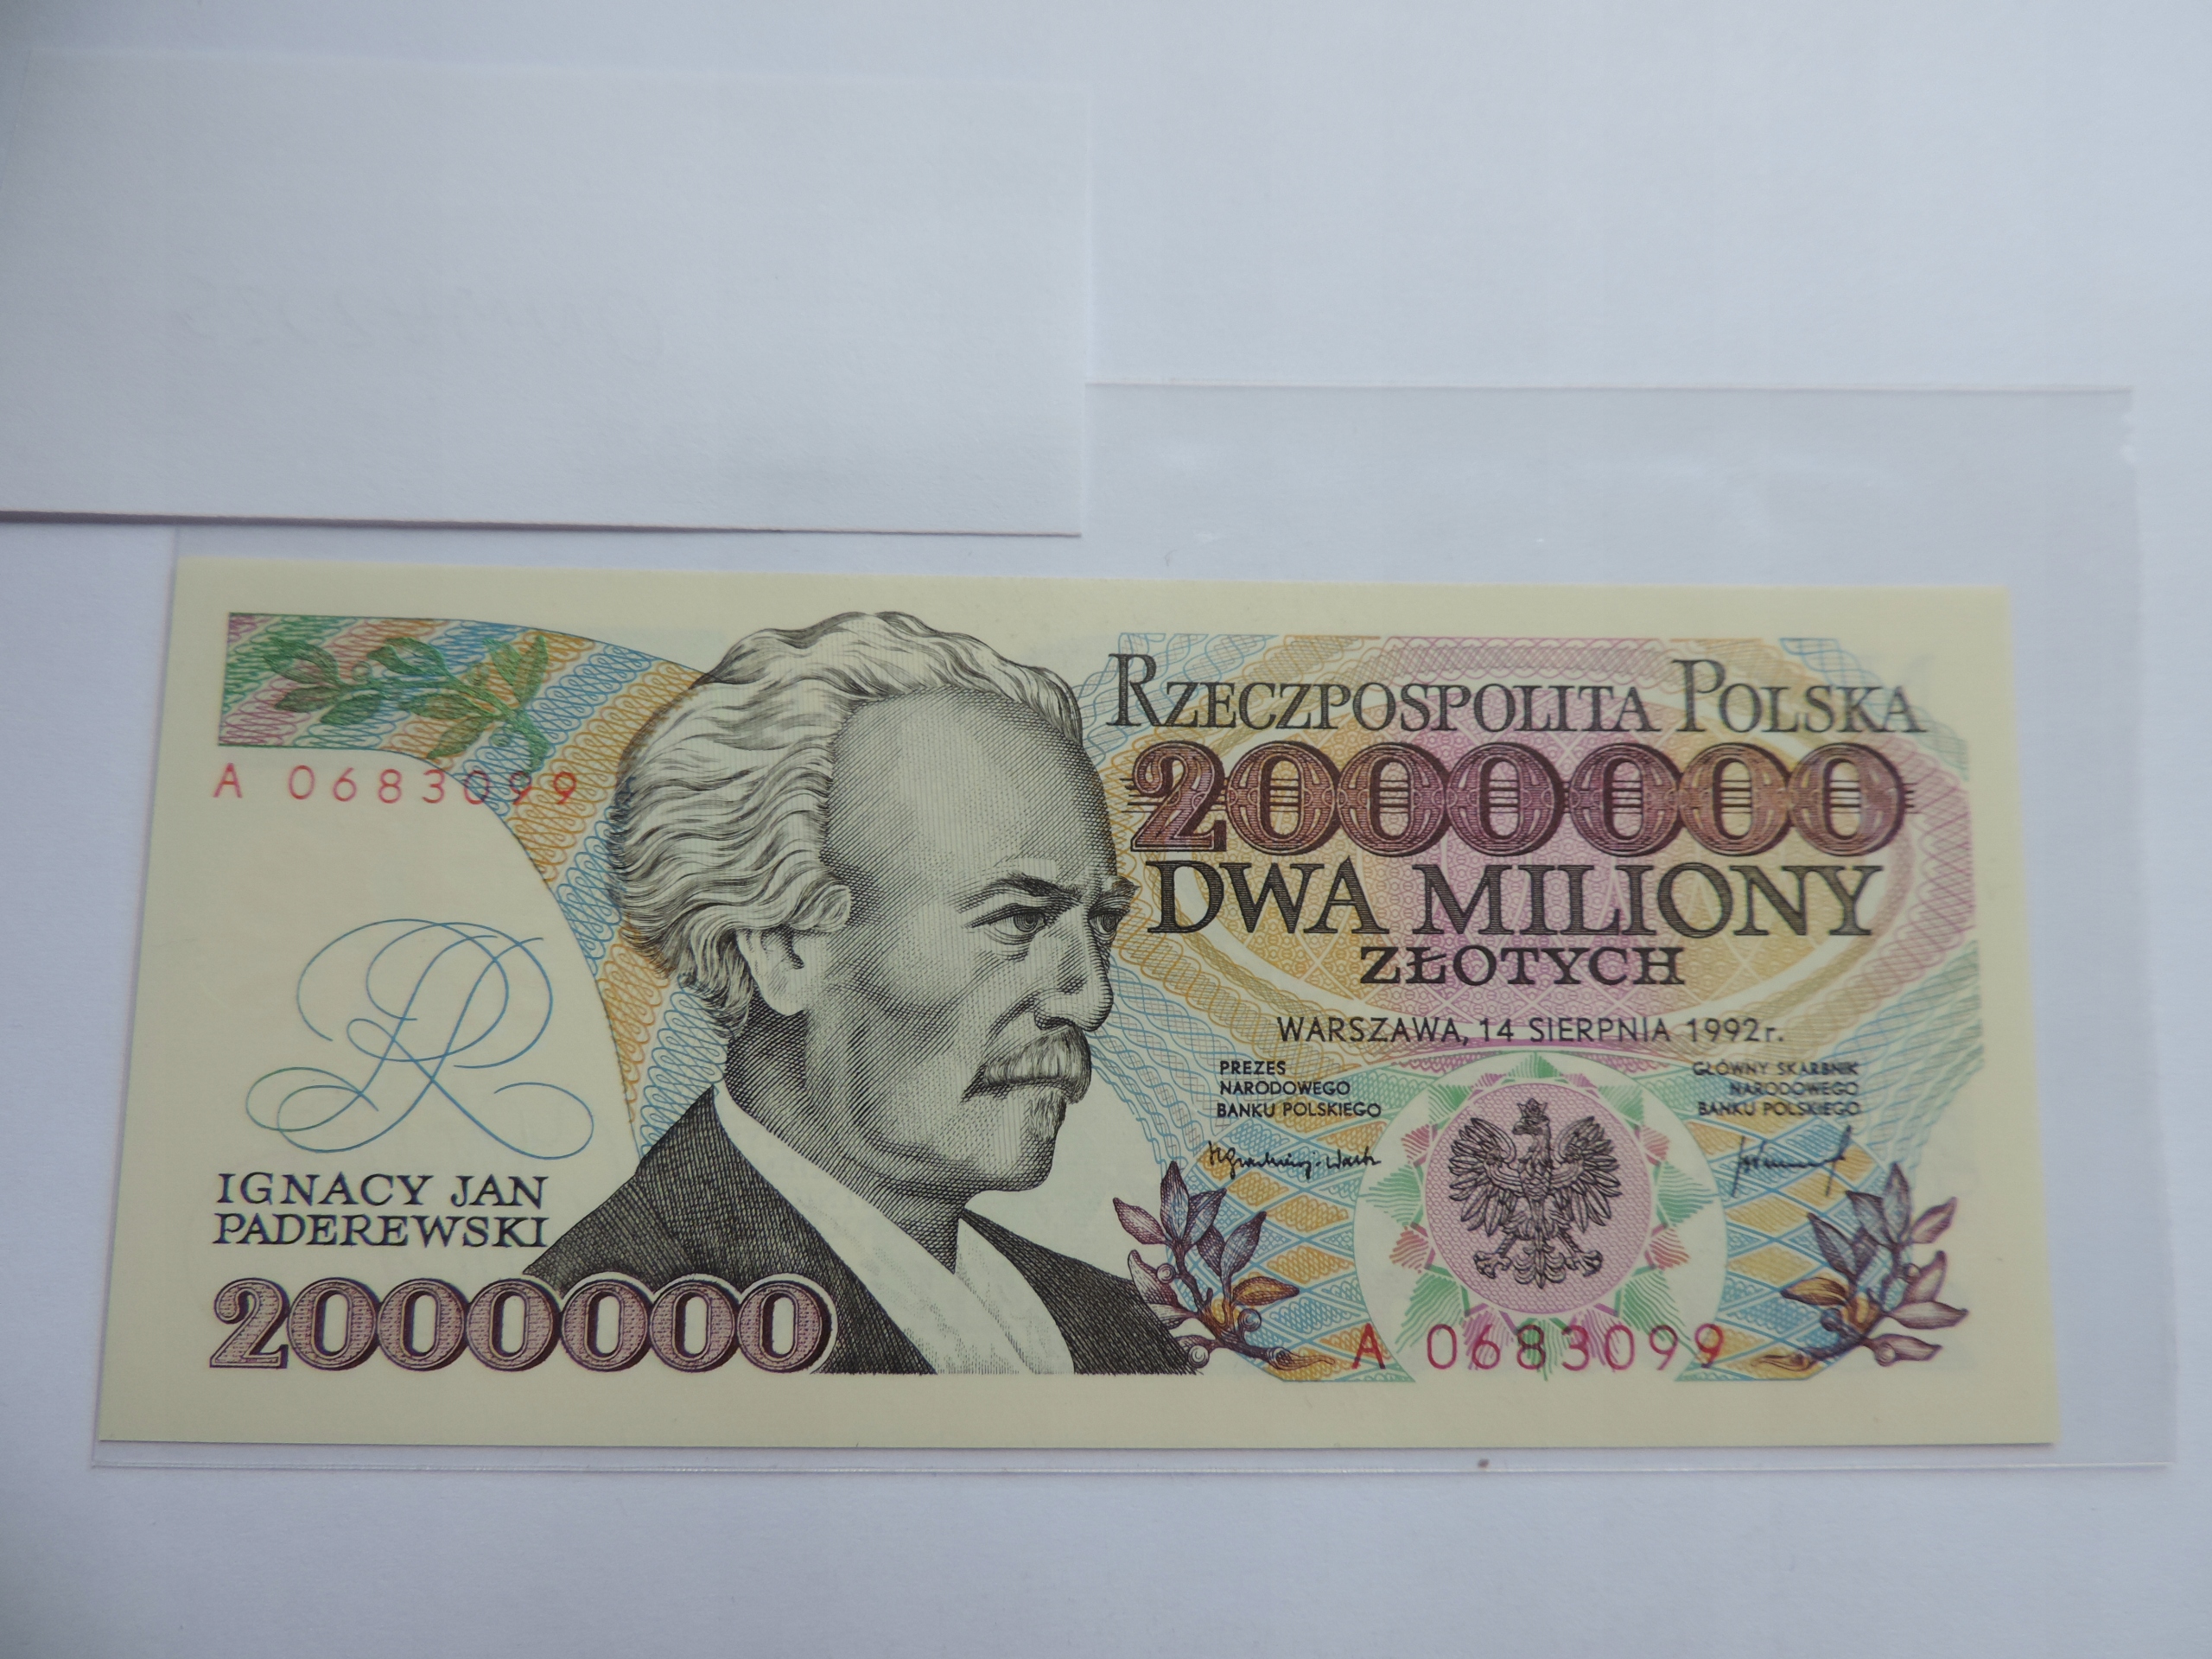 RZECZPOSPOLITA POLSKA
2000000
DWA MILIONY
ZŁOTYCH
WARSZAWA, 14 SIERPNIA 1992r.
PREZES
NARODOWEGO
BANKU POLSKIEGO
GŁÓWNY SKARBNIK
NARODOWEGO
BANKU POLSKIEGO
A 0683099
A 0683099
IGNACY JAN
PADEREWSKI
2000000